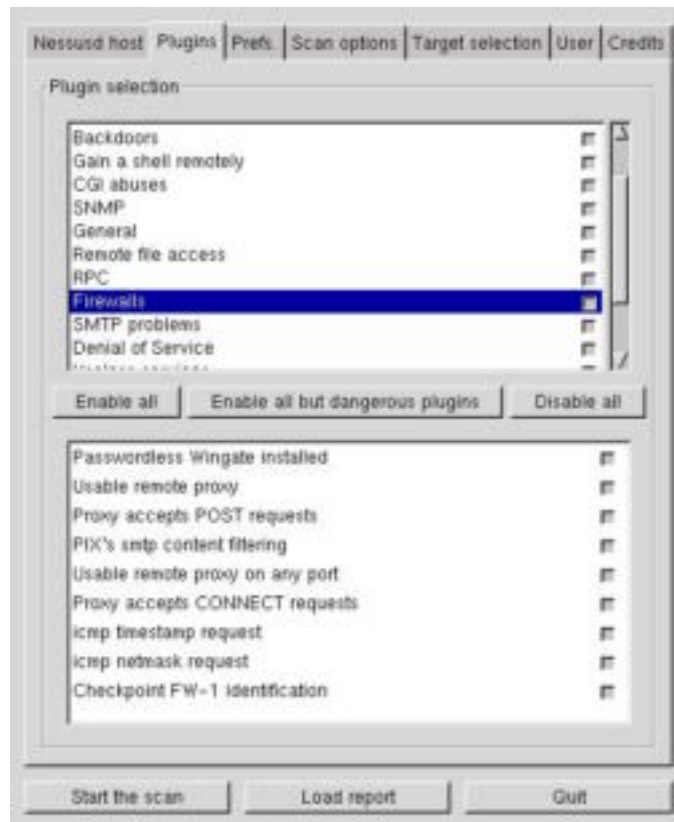 Nessusd host Plugins Prefs. Scan options Target selection User Credits
Plugin selection
Backdoors
Gain a shell remotely
CGI abuses
SNMP
General
Remote file access
RPC
Firewalls
SMTP problems
Denial of Service
Enable all Enable all but dangerous plugins Disable all
Passwordless Wingate installed
Usable remote proxy
Proxy accepts POST requests
PIX's smtp content filtering
Usable remote proxy on any port
Proxy accepts CONNECT requests
icmp timestamp request
icmp netmask request
Checkpoint FW-1 identification
Start the scan Load report Quit